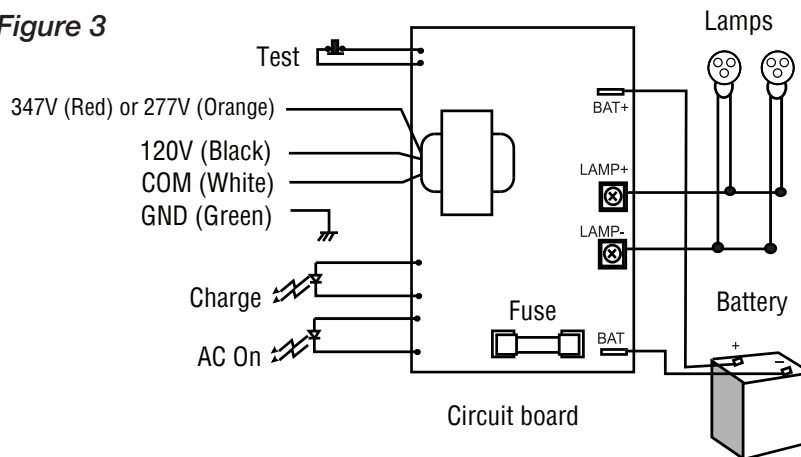 Figure 3
Lamps
Test
347V (Red) or 277V (Orange)
BAT+
120V (Black)
COM (White)
GND (Green)
LAMP+
LAMP-
Charge
AC On
Fuse
BAT
Battery
+
−
Circuit board